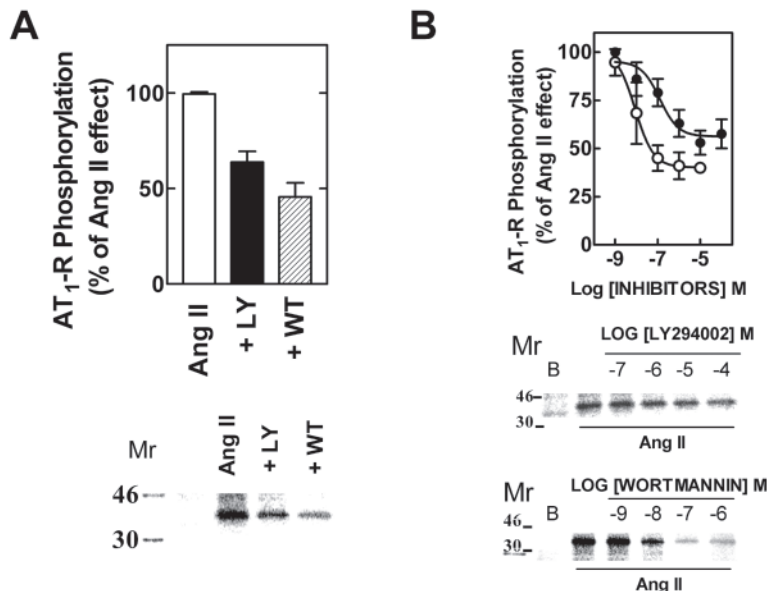 A
AT1-R Phosphorylation
(% of Ang II effect)
100
50
0
Ang II
+ LY
+ WT
Mr
Ang II
+ LY
+ WT
46
30
B
AT1-R Phosphorylation
(% of Ang II effect)
100
75
50
25
0
-9 -7 -5
Log [INHIBITORS] M
Mr
LOG [LY294002] M
B -7 -6 -5 -4
46
30
Ang II
Mr
LOG [WORTMANNIN] M
B -9 -8 -7 -6
46
30
Ang II